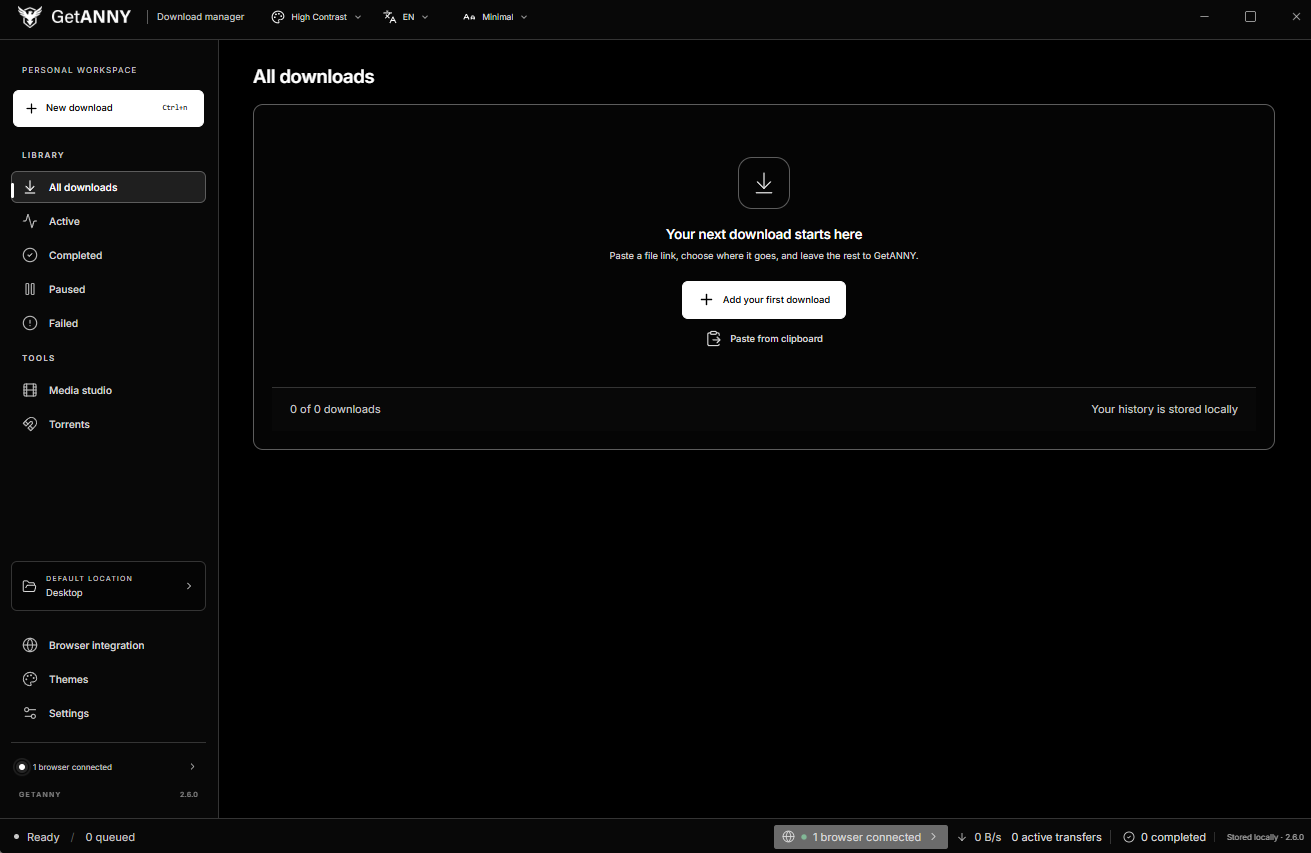 GetANNY
Download manager
High Contrast
EN
Aa Minimal
PERSONAL WORKSPACE
New download Ctrl+n
LIBRARY
All downloads
Active
Completed
Paused
Failed
TOOLS
Media studio
Torrents
DEFAULT LOCATION
Desktop
Browser integration
Themes
Settings
1 browser connected
GETANNY 2.6.0
All downloads
Your next download starts here
Paste a file link, choose where it goes, and leave the rest to GetANNY.
Add your first download
Paste from clipboard
0 of 0 downloads
Your history is stored locally
Ready / 0 queued
1 browser connected
0 B/s 0 active transfers
0 completed
Stored locally - 2.6.0